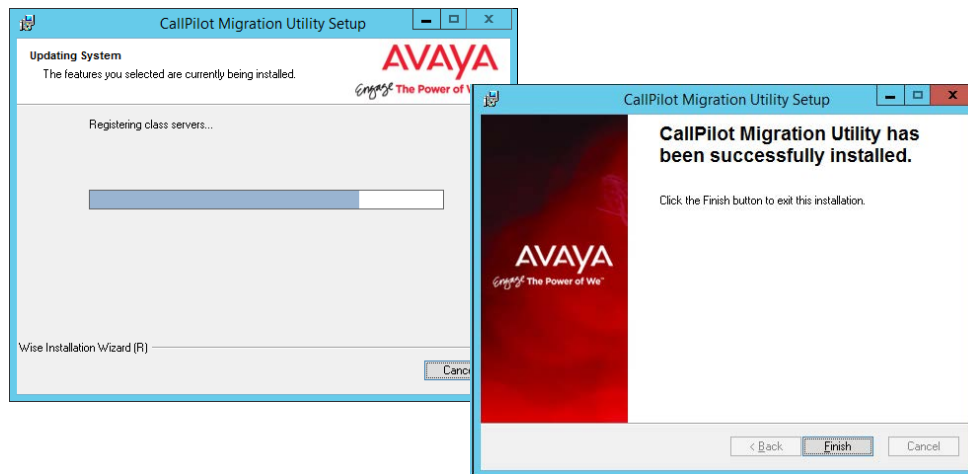 CallPilot Migration Utility Setup
Updating System
The features you selected are currently being installed.
AVAYA
Engage The Power of
Registering class servers...
Wise Installation Wizard (R)
CallPilot Migration Utility Setup
CallPilot Migration Utility has
been successfully installed.
Click the Finish button to exit this installation.
AVAYA
Engage The Power of We™
< Back
Finish
Cancel